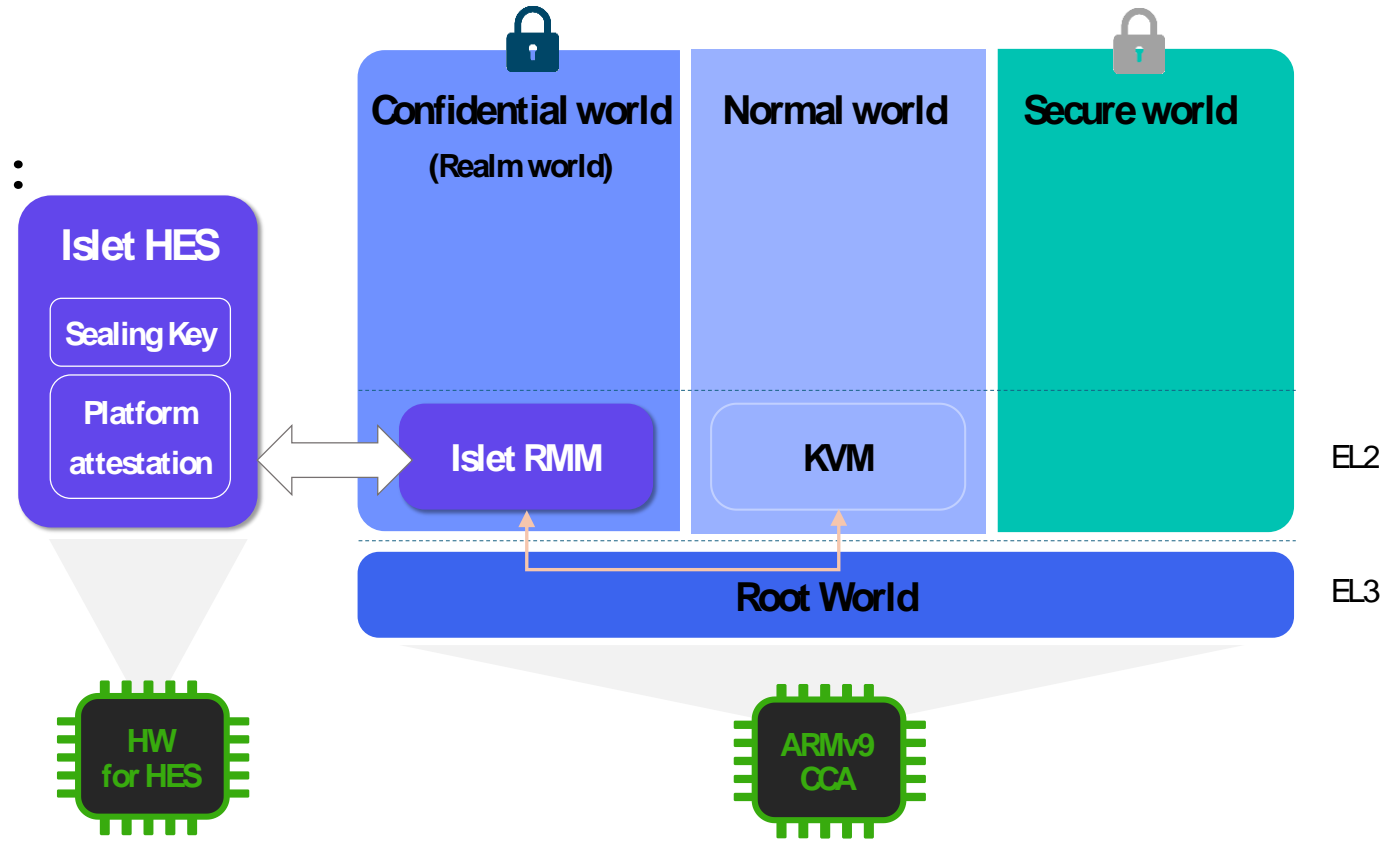 Confidential world
(Realm world)
Normal world
Secure world
:
Islet HES
Sealing Key
Platform
attestation
Islet RMM
KVM
EL2
Root World
EL3
HW
for HES
ARMv9
CCA